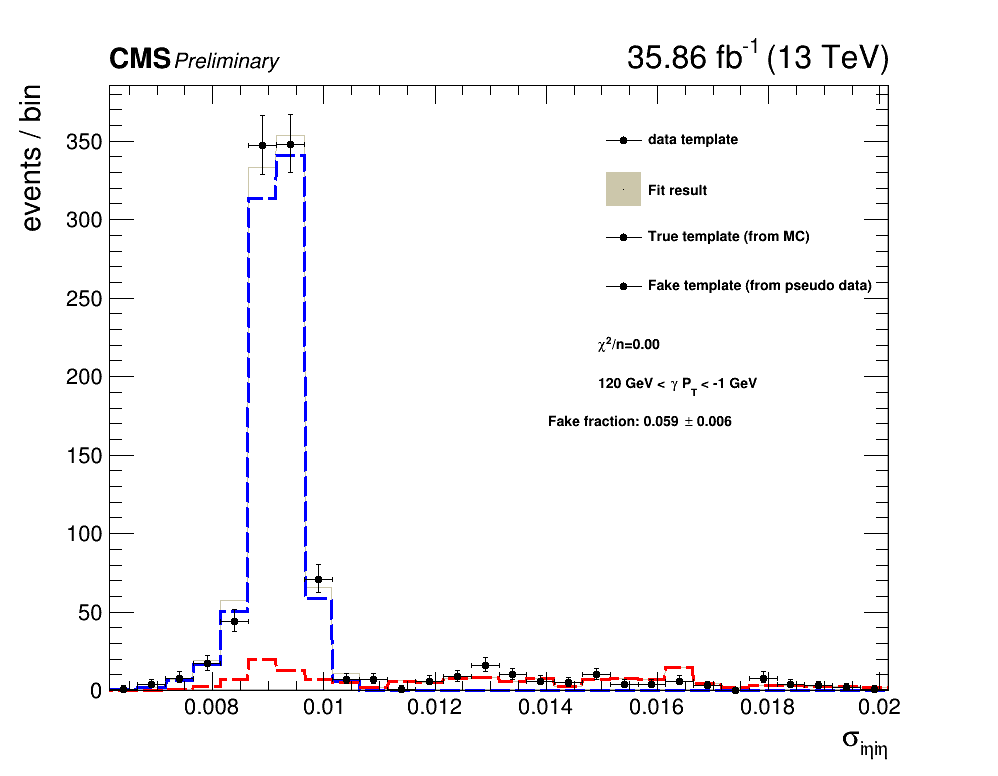 CMS Preliminary 35.86 fb⁻¹ (13 TeV)
events / bin
350
300
250
200
150
100
50
0
data template
Fit result
True template (from MC)
Fake template (from pseudo data)
χ²/n=0.00
120 GeV < γ P_T < -1 GeV
Fake fraction: 0.059 ± 0.006
0.008 0.01 0.012 0.014 0.016 0.018 0.02
σ_iηiη